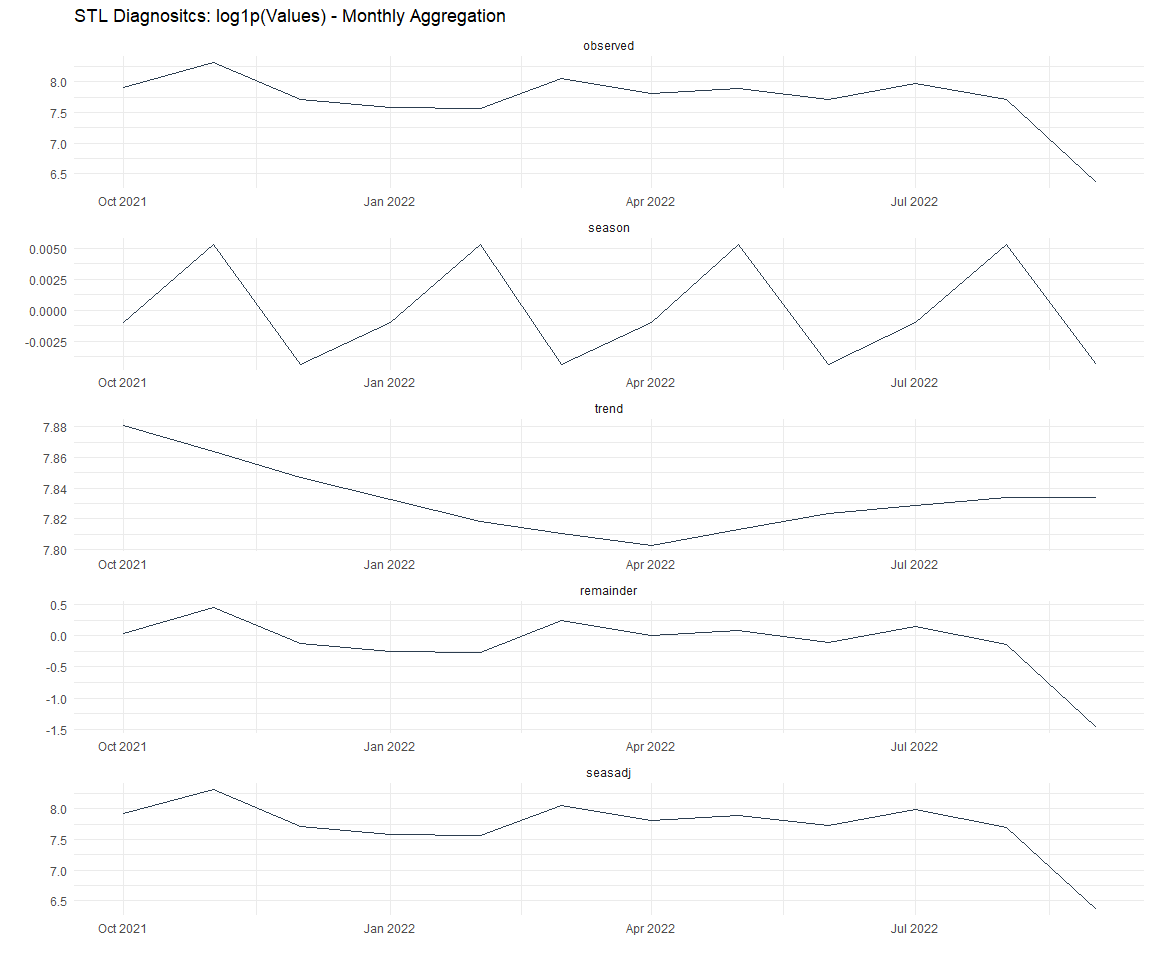 STL Diagnositcs: log1p(Values) - Monthly Aggregation
observed
8.0
7.5
7.0
6.5
Oct 2021 Jan 2022 Apr 2022 Jul 2022
season
0.0050
0.0025
0.0000
-0.0025
Oct 2021 Jan 2022 Apr 2022 Jul 2022
trend
7.88
7.86
7.84
7.82
7.80
Oct 2021 Jan 2022 Apr 2022 Jul 2022
remainder
0.5
0.0
-0.5
-1.0
-1.5
Oct 2021 Jan 2022 Apr 2022 Jul 2022
seasadj
8.0
7.5
7.0
6.5
Oct 2021 Jan 2022 Apr 2022 Jul 2022